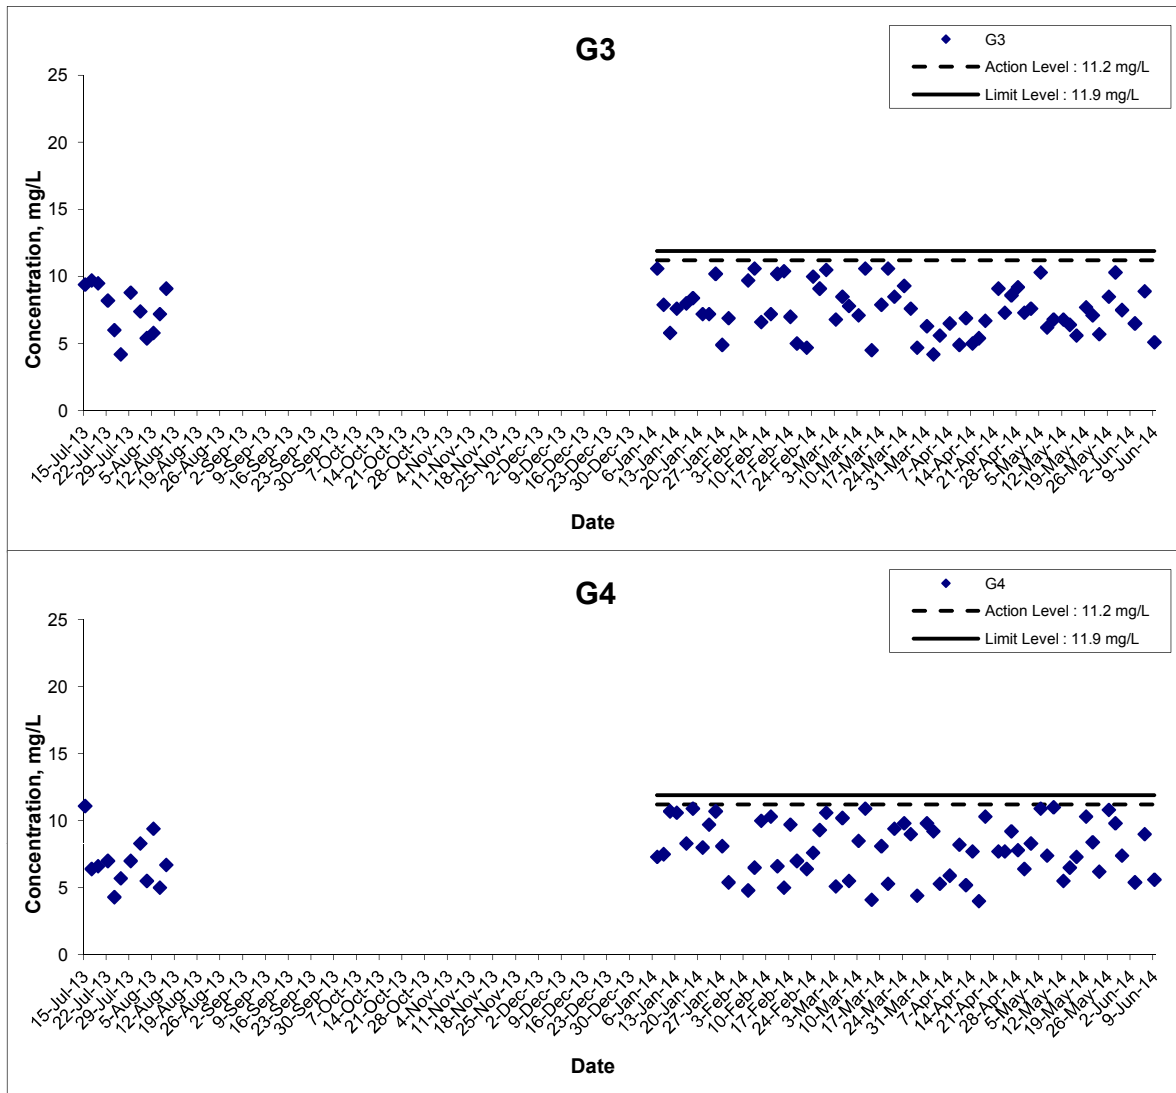 G3
G3
Action Level : 11.2 mg/L
Limit Level : 11.9 mg/L
Concentration, mg/L
25
20
15
10
5
0
15-Jul-13
22-Jul-13
29-Jul-13
5-Aug-13
12-Aug-13
19-Aug-13
26-Aug-13
2-Sep-13
9-Sep-13
16-Sep-13
23-Sep-13
30-Sep-13
7-Oct-13
14-Oct-13
21-Oct-13
28-Oct-13
4-Nov-13
11-Nov-13
18-Nov-13
25-Nov-13
2-Dec-13
9-Dec-13
16-Dec-13
23-Dec-13
30-Dec-13
6-Jan-14
13-Jan-14
20-Jan-14
27-Jan-14
3-Feb-14
10-Feb-14
17-Feb-14
24-Feb-14
3-Mar-14
10-Mar-14
17-Mar-14
24-Mar-14
31-Mar-14
7-Apr-14
14-Apr-14
21-Apr-14
28-Apr-14
5-May-14
12-May-14
19-May-14
26-May-14
2-Jun-14
9-Jun-14
Date
G4
G4
Action Level : 11.2 mg/L
Limit Level : 11.9 mg/L
Concentration, mg/L
25
20
15
10
5
0
15-Jul-13
22-Jul-13
29-Jul-13
5-Aug-13
12-Aug-13
19-Aug-13
26-Aug-13
2-Sep-13
9-Sep-13
16-Sep-13
23-Sep-13
30-Sep-13
7-Oct-13
14-Oct-13
21-Oct-13
28-Oct-13
4-Nov-13
11-Nov-13
18-Nov-13
25-Nov-13
2-Dec-13
9-Dec-13
16-Dec-13
23-Dec-13
30-Dec-13
6-Jan-14
13-Jan-14
20-Jan-14
27-Jan-14
3-Feb-14
10-Feb-14
17-Feb-14
24-Feb-14
3-Mar-14
10-Mar-14
17-Mar-14
24-Mar-14
31-Mar-14
7-Apr-14
14-Apr-14
21-Apr-14
28-Apr-14
5-May-14
12-May-14
19-May-14
26-May-14
2-Jun-14
9-Jun-14
Date